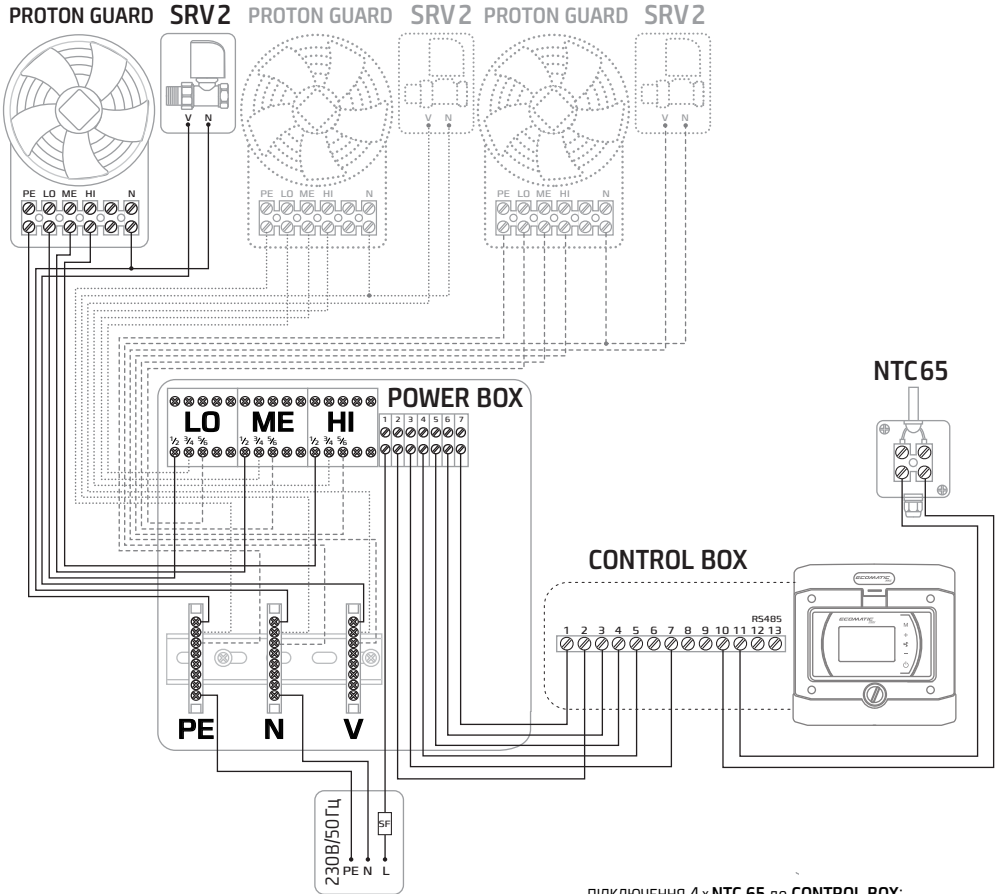 PROTON GUARD SRV2 PROTON GUARD SRV2 PROTON GUARD SRV2
V N V N V N
PE LO ME HI N PE LO ME HI N PE LO ME HI N
NTC65
POWER BOX
LO ME HI 1 2 3 4 5 6 7
1/2 3/4 5/6 1/2 3/4 5/6 1/2 3/4 5/6
CONTROL BOX
ECOMATIC
RS485
1 2 3 4 5 6 7 8 9 10 11 12 13
ECOMATIC
M
+
−
PE N V
230В/50Гц
SF
PE N L
підключення 4 х NTC 65 до CONTROL BOX: